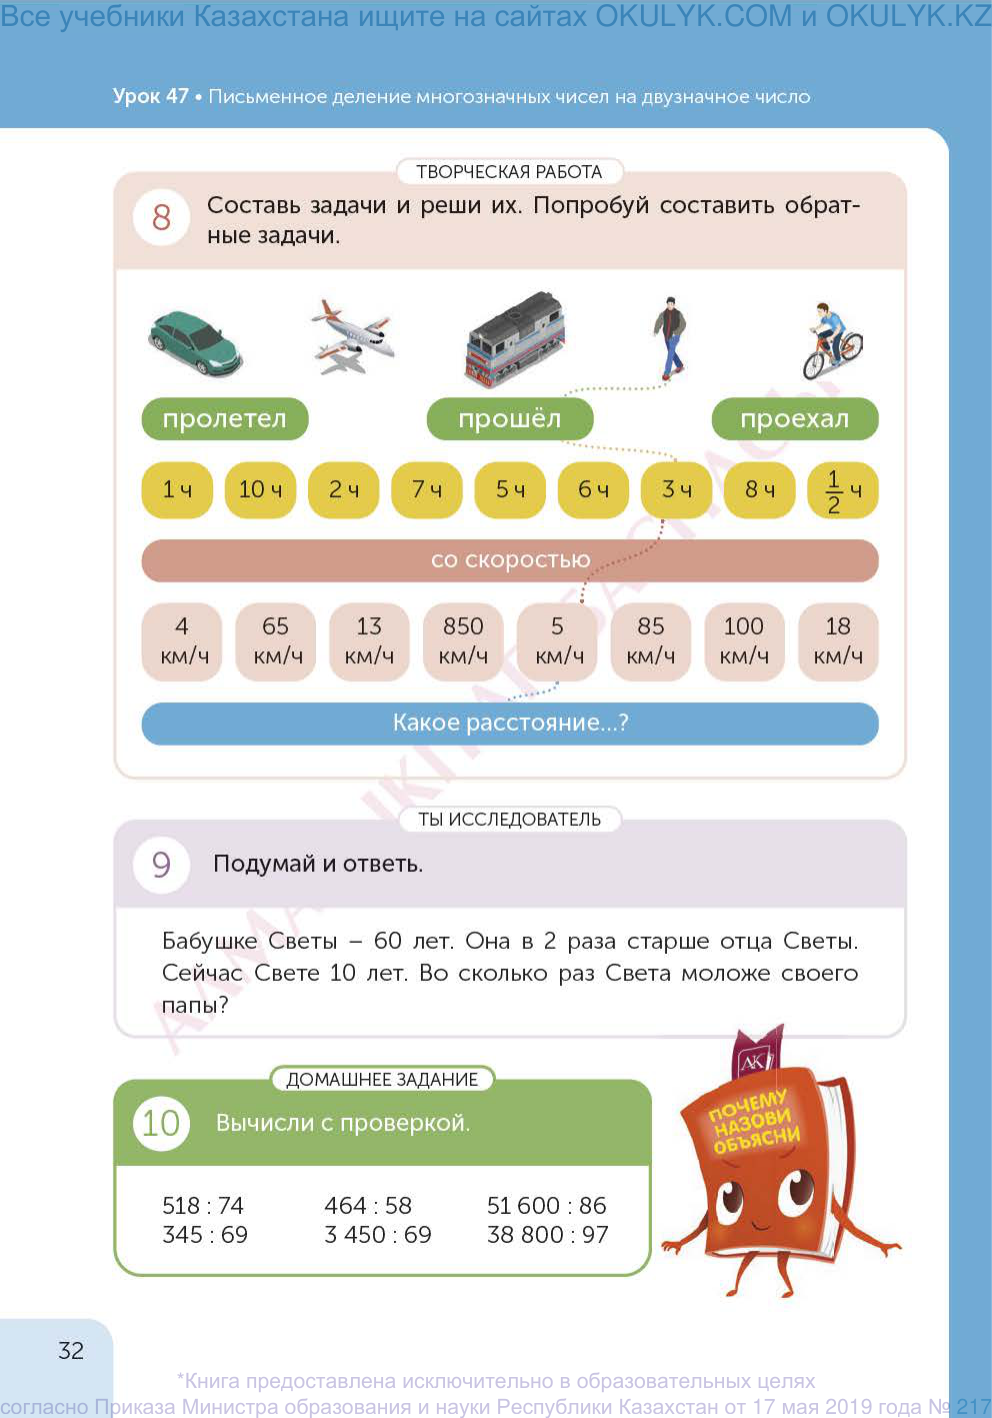 Все учебники Казахстана ищите на сайтах OKULYK.COM и OKULYK.KZ
Урок 47 • Письменное деление многозначных чисел на двузначное число
ТВОРЧЕСКАЯ РАБОТА
8 Составь задачи и реши их. Попробуй составить обрат-
ные задачи.
пролетел прошёл проехал
1 ч 10 ч 2 ч 7 ч 5 ч 6 ч 3 ч 8 ч 1/2 ч
со скоростью
4 65 13 850 5 85 100 18
км/ч км/ч км/ч км/ч км/ч км/ч км/ч км/ч
Какое расстояние...?
ТЫ ИССЛЕДОВАТЕЛЬ
9 Подумай и ответь.
Бабушке Светы – 60 лет. Она в 2 раза старше отца Светы.
Сейчас Свете 10 лет. Во сколько раз Света моложе своего
папы?
ДОМАШНЕЕ ЗАДАНИЕ
10 Вычисли с проверкой.
518 : 74 464 : 58 51 600 : 86
345 : 69 3 450 : 69 38 800 : 97
АК
ПОЧЕМУ
НАЗОВИ
ОБЪЯСНИ
32
*Книга предоставлена исключительно в образовательных целях
согласно Приказа Министра образования и науки Республики Казахстан от 17 мая 2019 года № 217